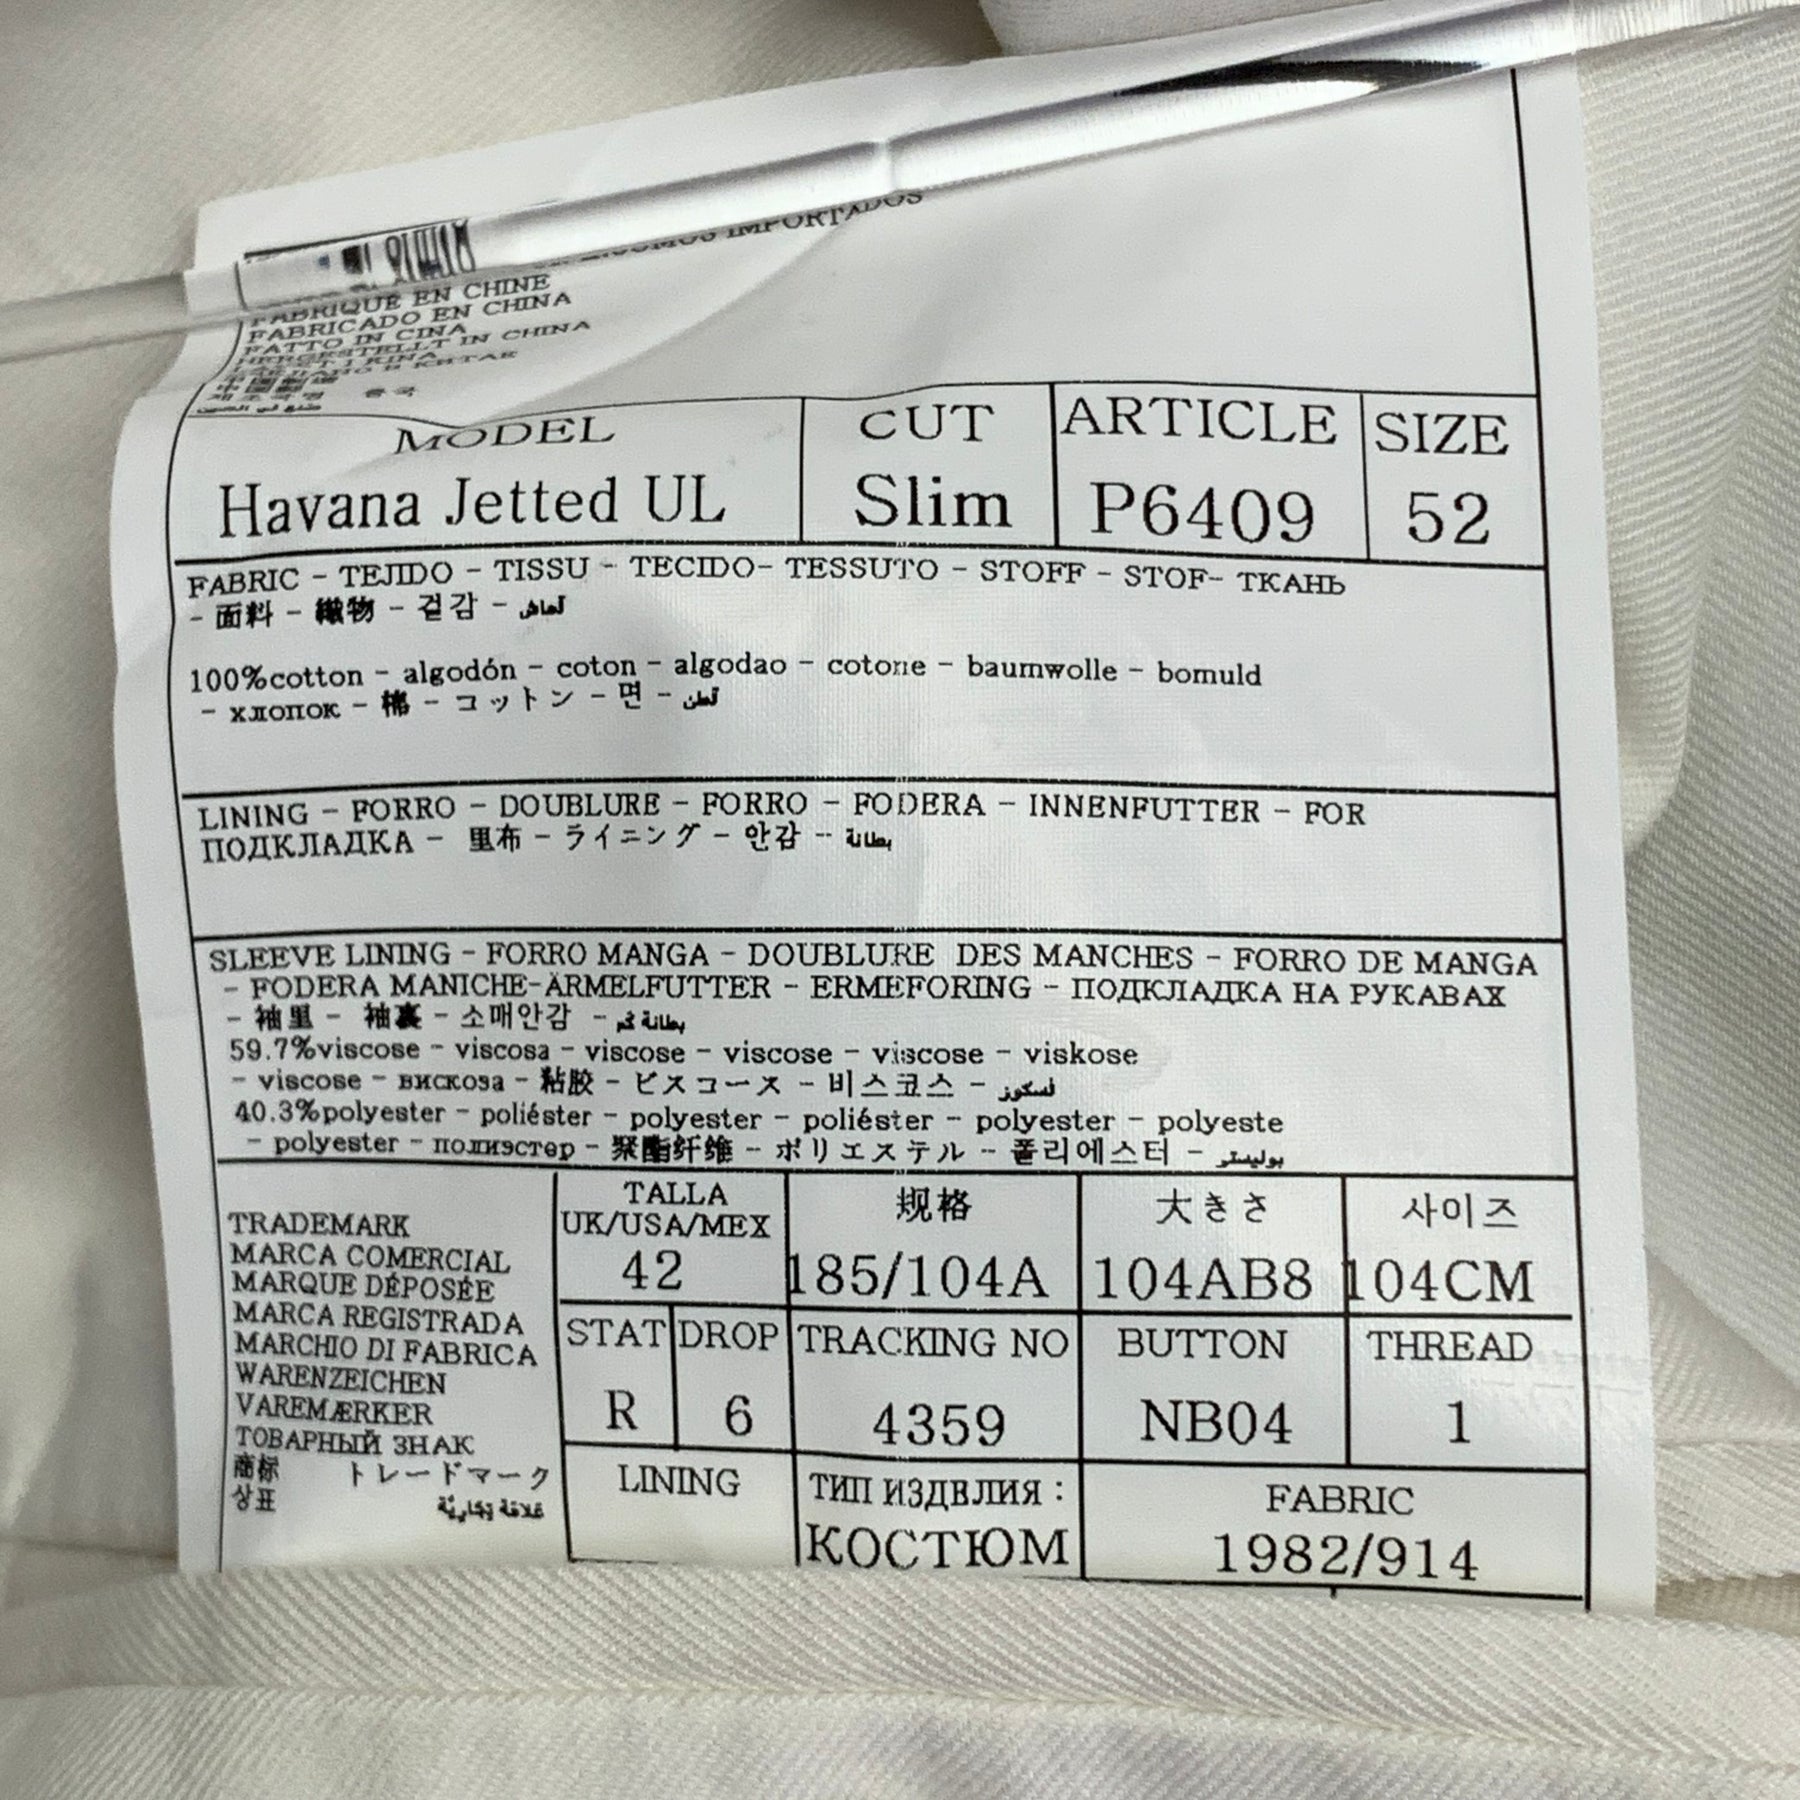 IMPORTADOS
FABRIQUÉ EN CHINE
FABRICADO EN CHINA
FATTO IN CINA
HERGESTELLT IN CHINA
중국
MODEL
Havana Jetted UL
CUT
Slim
ARTICLE
P6409
SIZE
52
FABRIC - TEJIDO - TISSU - TECIDO- TESSUTO - STOFF - STOF- ТКАНЬ
- 面料 - 織物 - 겉감 - قماش
100%cotton - algodón - coton - algodao - cotone - baumwolle - bomuld
- хлопок - 棉 - コットン - 면 - قطن
LINING - FORRO - DOUBLURE - FORRO - FODERA - INNENFUTTER - FOR
ПОДКЛАДКА - 里布 - ライニング - 안감 - بطانة
SLEEVE LINING - FORRO MANGA - DOUBLURE DES MANCHES - FORRO DE MANGA
- FODERA MANICHE-ÄRMELFUTTER - ERMEFORING - ПОДКЛАДКА НА РУКАВАХ
- 袖里 - 袖裏 - 소매안감 - بطانة كم
59.7%viscose - viscosa - viscose - viscose - viscose - viskose
- viscose - вискоза - 粘胶 - ビスコース - 비스코스 - فسكوز
40.3%polyester - poliéster - polyester - poliéster - polyester - polyeste
- polyester - полиэстер - 聚酯纤维 - ポリエステル - 폴리에스터 - بوليستر
TRADEMARK
MARCA COMERCIAL
MARQUE DÉPOSÉE
MARCA REGISTRADA
MARCHIO DI FABRICA
WARENZEICHEN
VAREMÆRKER
ТОВАРНЫЙ ЗНАК
商标 トレードマーク
상표 علامة تجارية
TALLA
UK/USA/MEX
42
规格
185/104A
大きさ
104AB8
사이즈
104CM
STAT
R
DROP
6
TRACKING NO
4359
BUTTON
NB04
THREAD
1
LINING
ТИП ИЗДВЛИЯ :
КОСТЮМ
FABRIC
1982/914